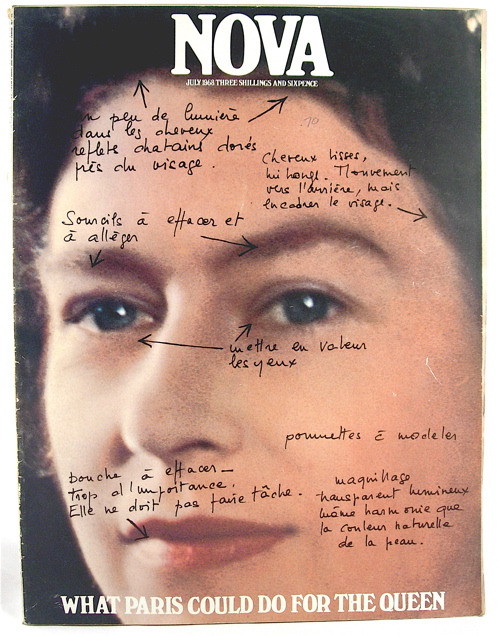 NOVA
JULY 1968 THREE SHILLINGS AND SIXPENCE
un peu de lumière
dans les cheveux
reflets chatains dorés
près du visage.
Cheveux lisses,
mi longs. Mouvement
vers l'arrière, mais
encadrer le visage.
Sourcils à effacer et
à alléger
mettre en valeur
les yeux
pommettes à modeler
bouche à effacer —
trop d'importance.
Elle ne doit pas faire tâche.
maquillage
transparent lumineux
même harmonie que
la couleur naturelle
de la peau.
WHAT PARIS COULD DO FOR THE QUEEN